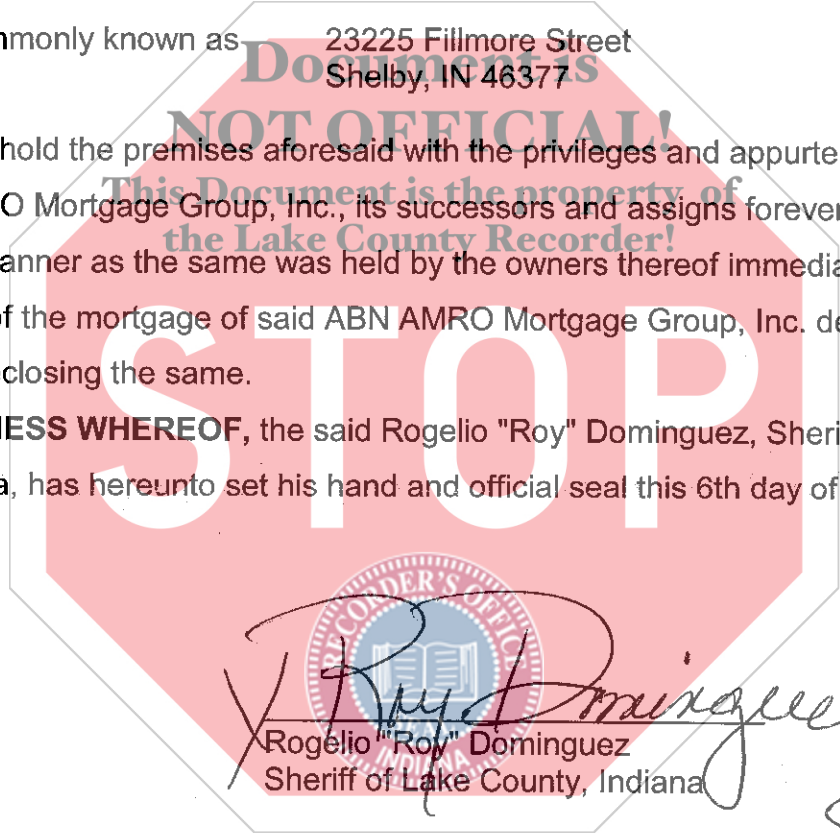 mmonly known as 23225 Fillmore Street
Shelby, IN 46377
Document is
NOT OFFICIAL!
hold the premises aforesaid with the privileges and appurte
This Document is the property of
O Mortgage Group, Inc., its successors and assigns forever
the Lake County Recorder!
anner as the same was held by the owners thereof immedia
f the mortgage of said ABN AMRO Mortgage Group, Inc. de
closing the same.
STOP
ESS WHEREOF, the said Rogelio "Roy" Dominguez, Sheri
a, has hereunto set his hand and official seal this 6th day of
RECORDER'S OFFICE
Roy Dominguez
INDIANA
Rogelio "Roy" Dominguez
Sheriff of Lake County, Indiana